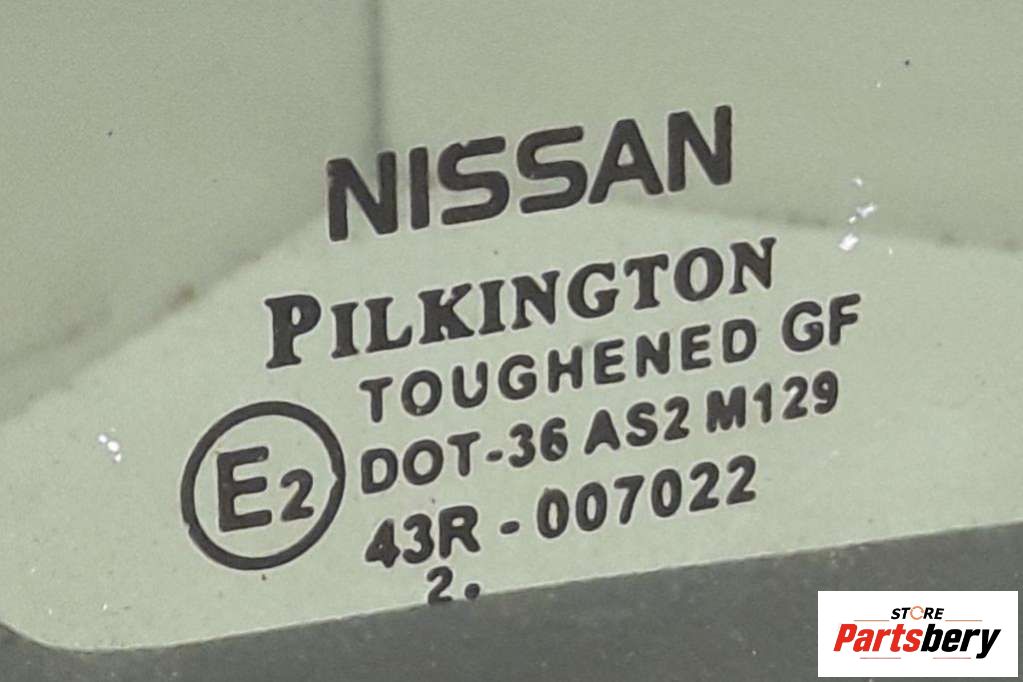 NISSAN
PILKINGTON
TOUGHENED GF
E2
DOT-36 AS2 M129
43R - 007022
2.
STORE
Partsbery